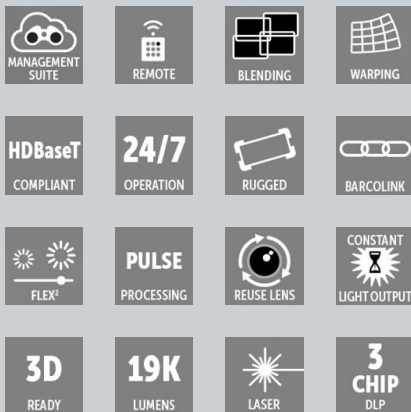 MANAGEMENT
SUITE
REMOTE
BLENDING
WARPING
HDBaseT
COMPLIANT
24/7
OPERATION
RUGGED
BARCOLINK
FLEX²
PULSE
PROCESSING
REUSE LENS
CONSTANT
LIGHT OUTPUT
3D
READY
19K
LUMENS
LASER
3
CHIP
DLP